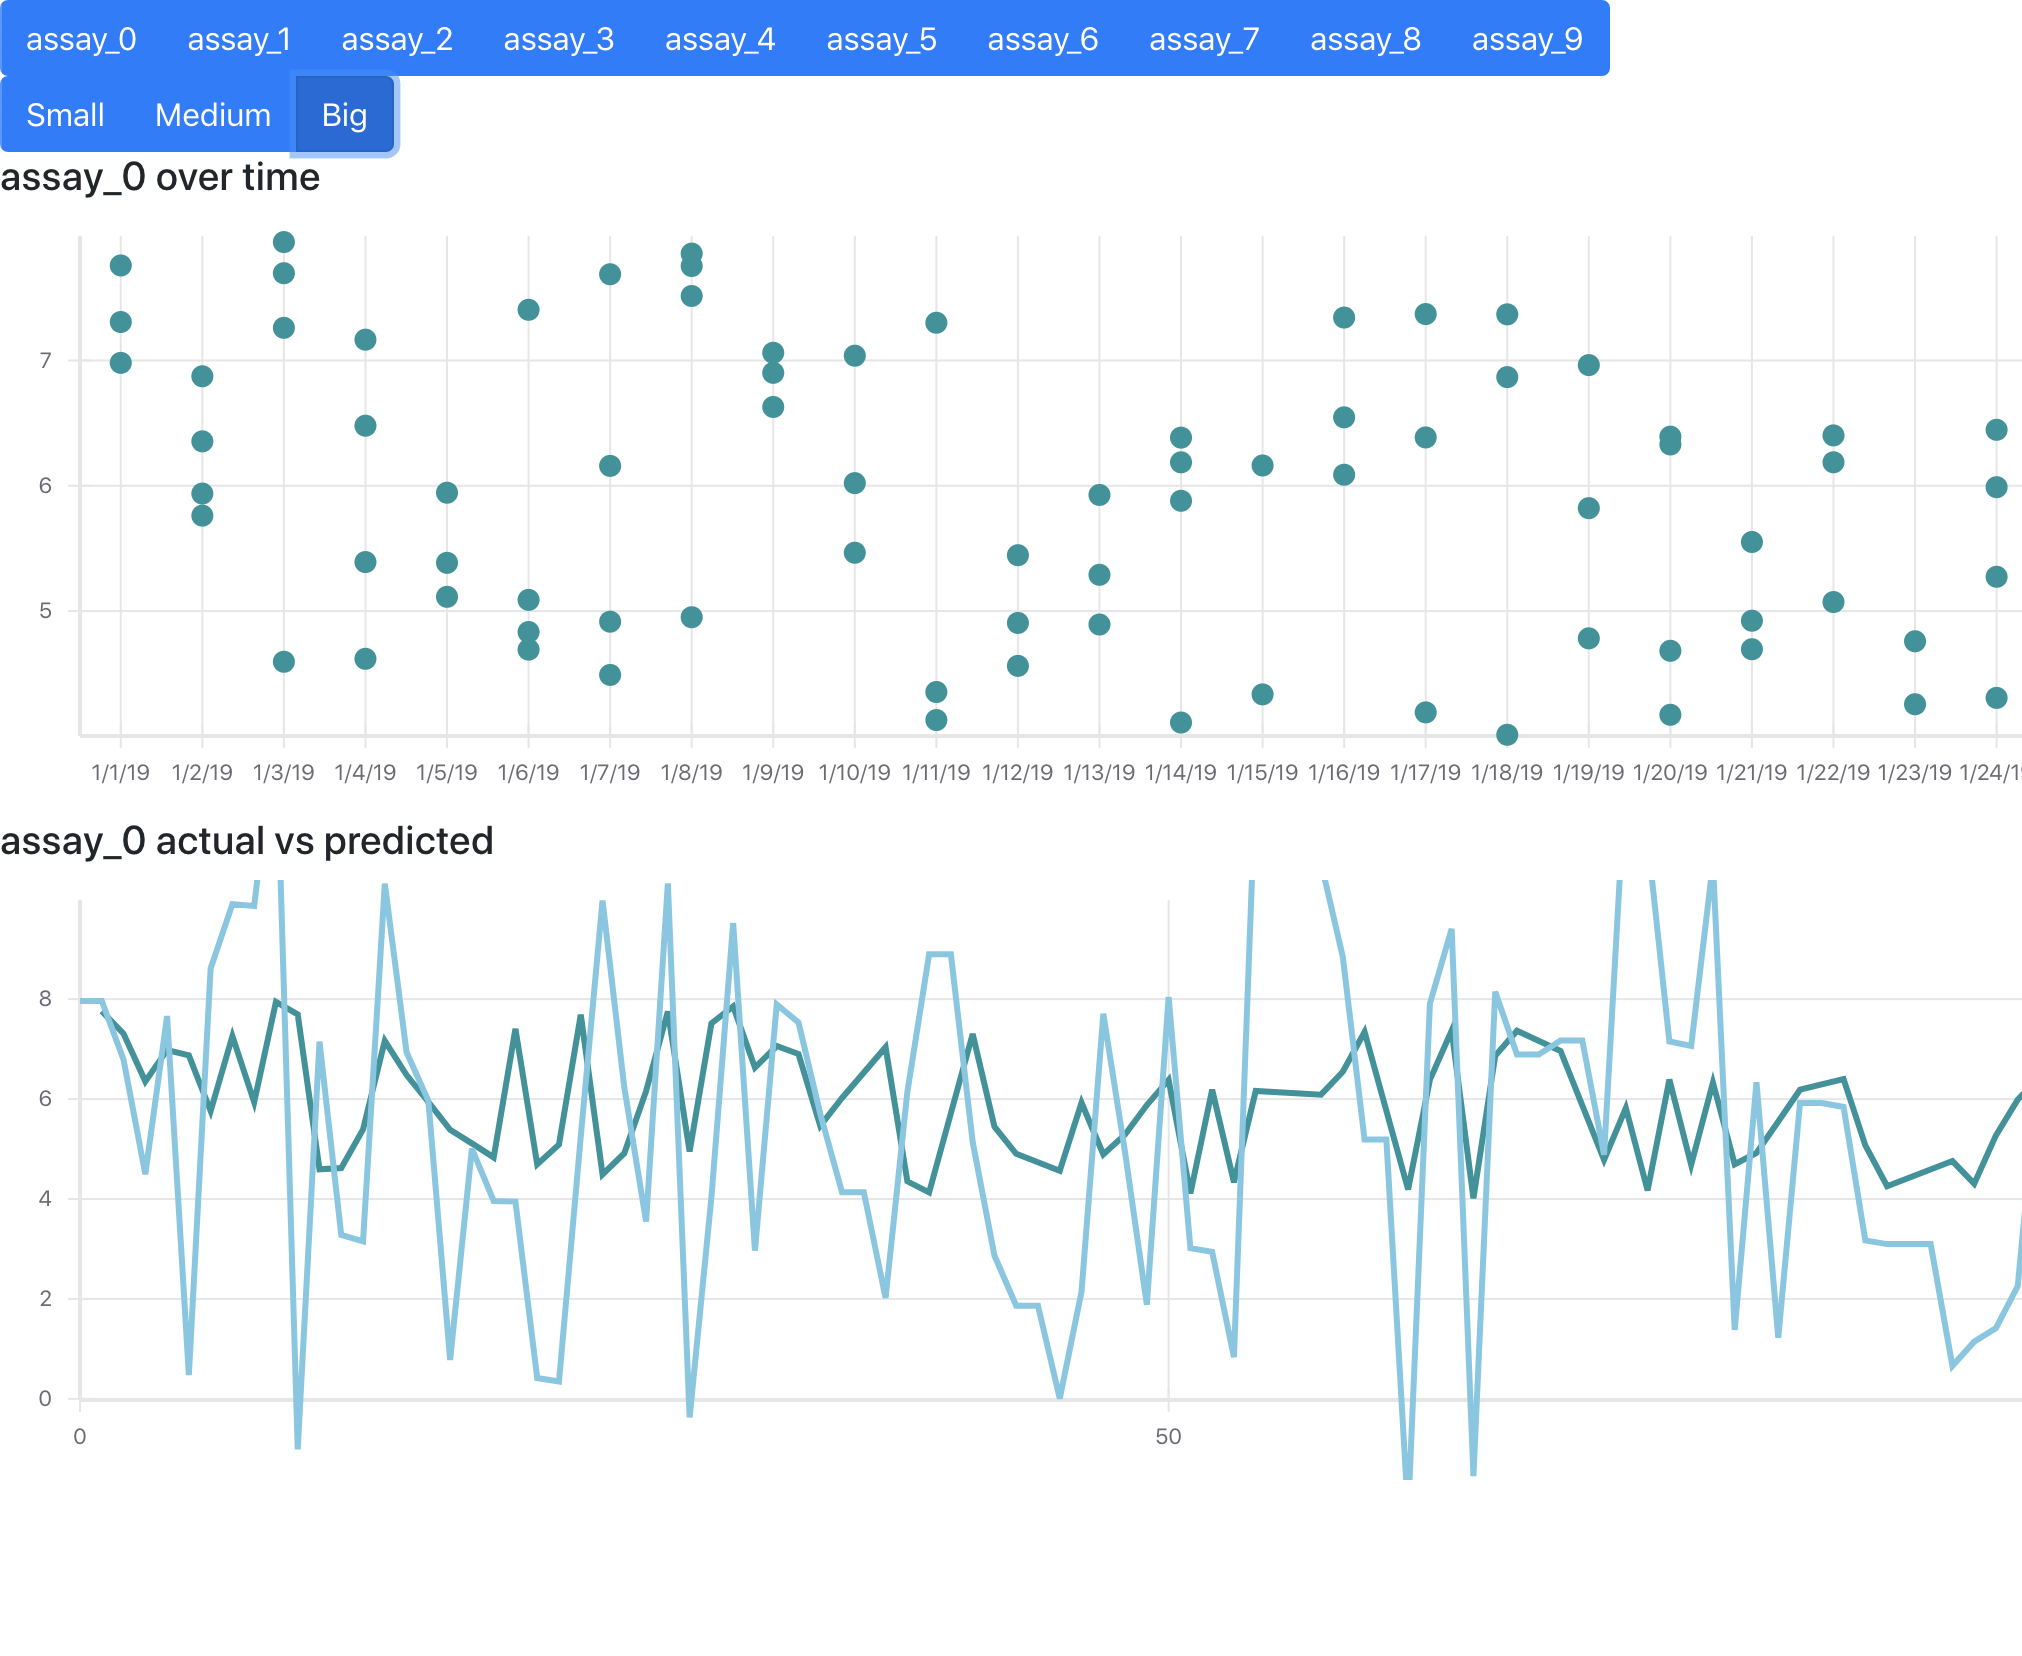 assay_0 assay_1 assay_2 assay_3 assay_4 assay_5 assay_6 assay_7 assay_8 assay_9
Small Medium Big
assay_0 over time
7
6
5
1/1/19 1/2/19 1/3/19 1/4/19 1/5/19 1/6/19 1/7/19 1/8/19 1/9/19 1/10/19 1/11/19 1/12/19 1/13/19 1/14/19 1/15/19 1/16/19 1/17/19 1/18/19 1/19/19 1/20/19 1/21/19 1/22/19 1/23/19
assay_0 actual vs predicted
8
6
4
2
0
0 50